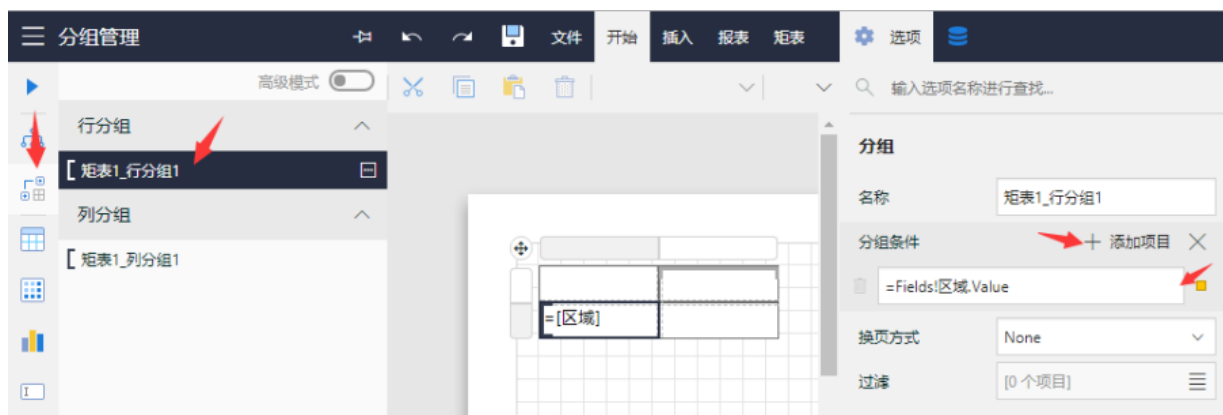 分组管理 文件 开始 插入 报表 矩表 选项
高级模式 输入选项名称进行查找...
行分组 分组
矩表1_行分组1 名称 矩表1_行分组1
列分组 分组条件 添加项目
矩表1_列分组1 =Fields!区域.Value
=[区域] 换页方式 None
过滤 [0 个项目]